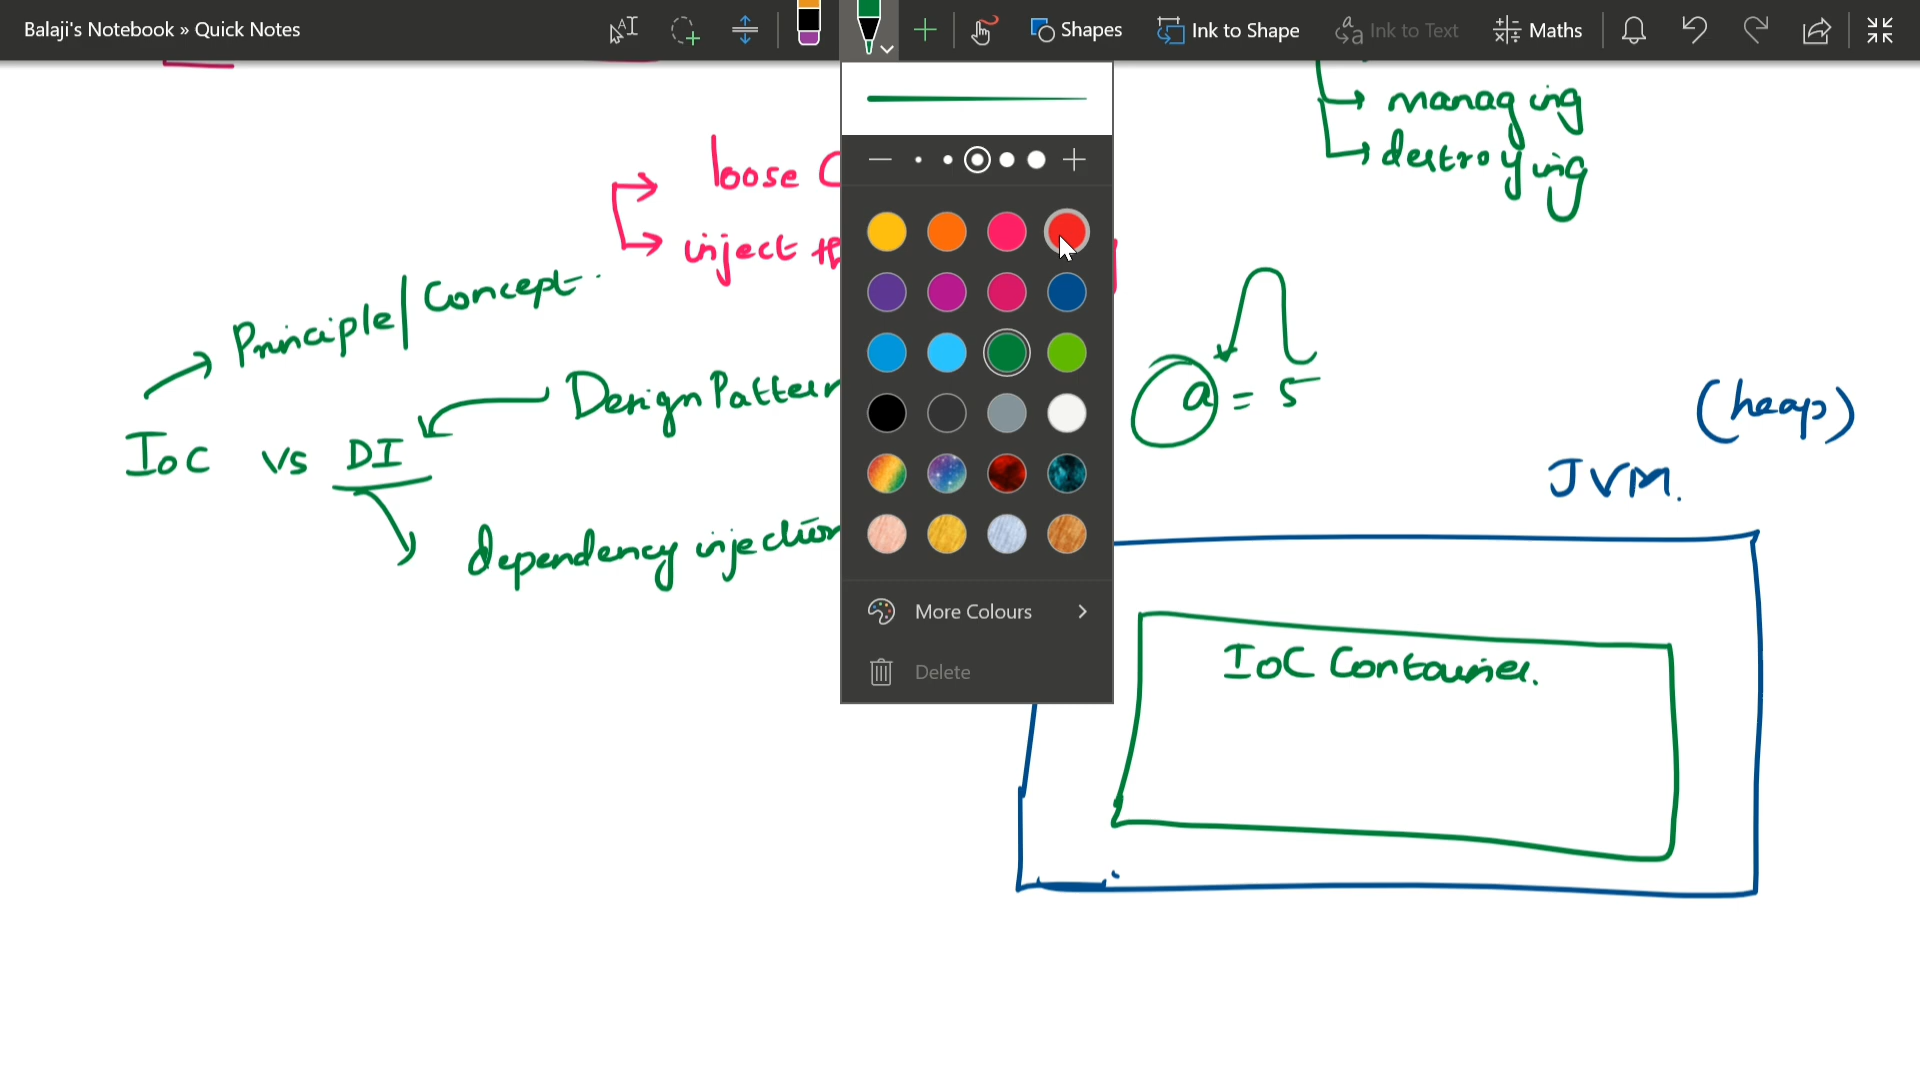 Balaji's Notebook » Quick Notes
Shapes
Ink to Shape
Ink to Text
Maths
managing
destroying
loose C
inject th
Principle/Concept
Design Pattern
a = 5
(heap)
IoC vs DI
JVM.
dependency injection
More Colours
IoC Container.
Delete